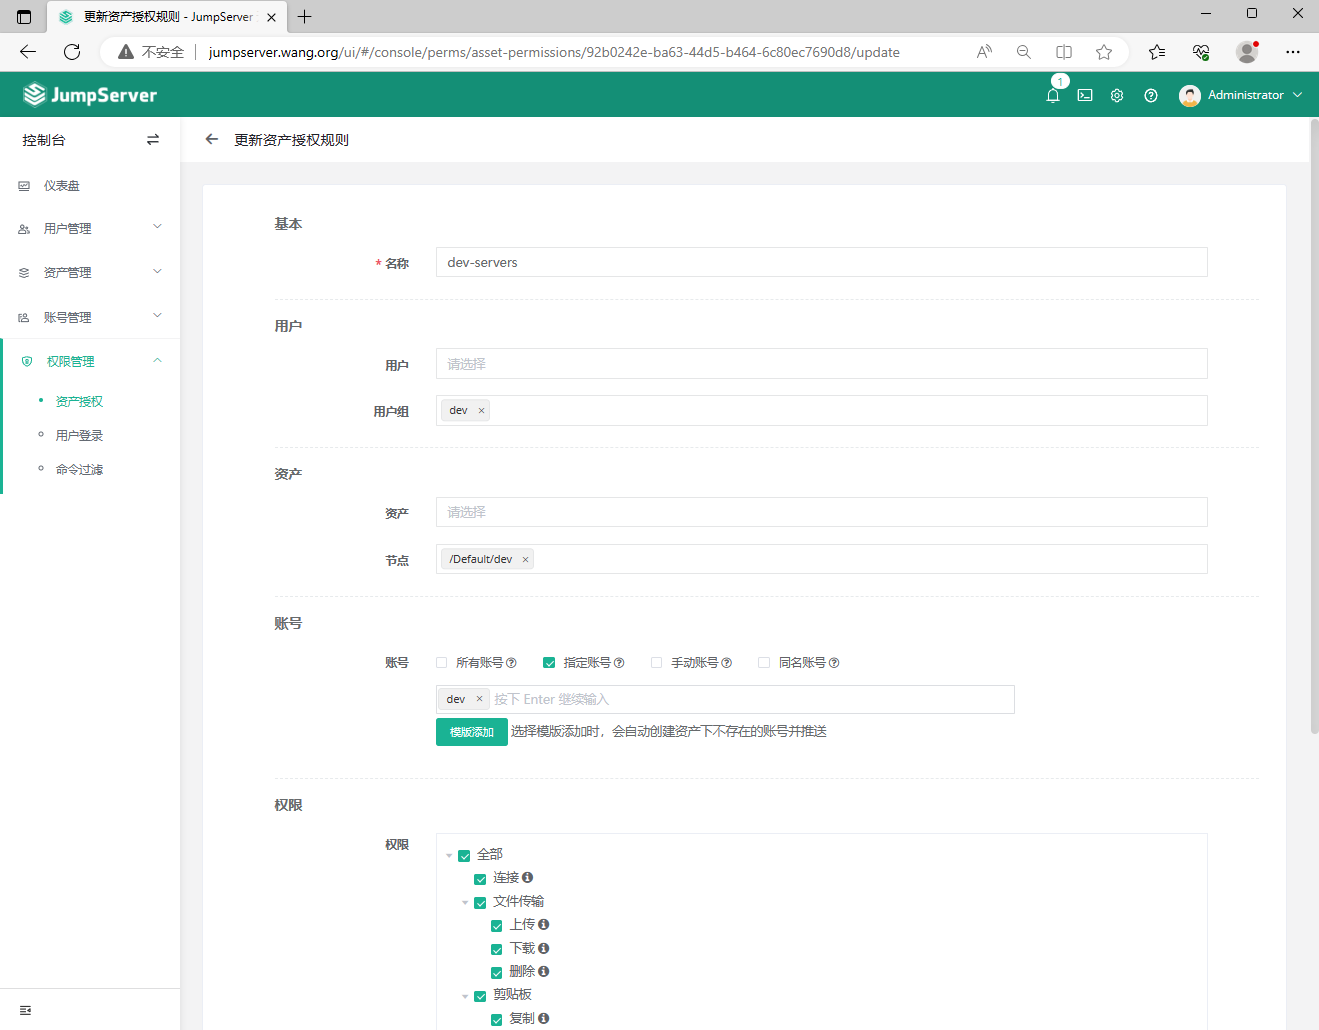 更新资产授权规则 - JumpServer
不安全
jumpserver.wang.org/ui/#/console/perms/asset-permissions/92b0242e-ba63-44d5-b464-6c80ec7690d8/update
JumpServer
1
Administrator
控制台
更新资产授权规则
仪表盘
用户管理
资产管理
账号管理
权限管理
资产授权
用户登录
命令过滤
基本
* 名称
dev-servers
用户
用户
请选择
用户组
dev ×
资产
资产
请选择
节点
/Default/dev ×
账号
账号
所有账号
指定账号
手动账号
同名账号
dev × 按下 Enter 继续输入
模版添加 选择模版添加时，会自动创建资产下不存在的账号并推送
权限
权限
全部
连接
文件传输
上传
下载
删除
剪贴板
复制